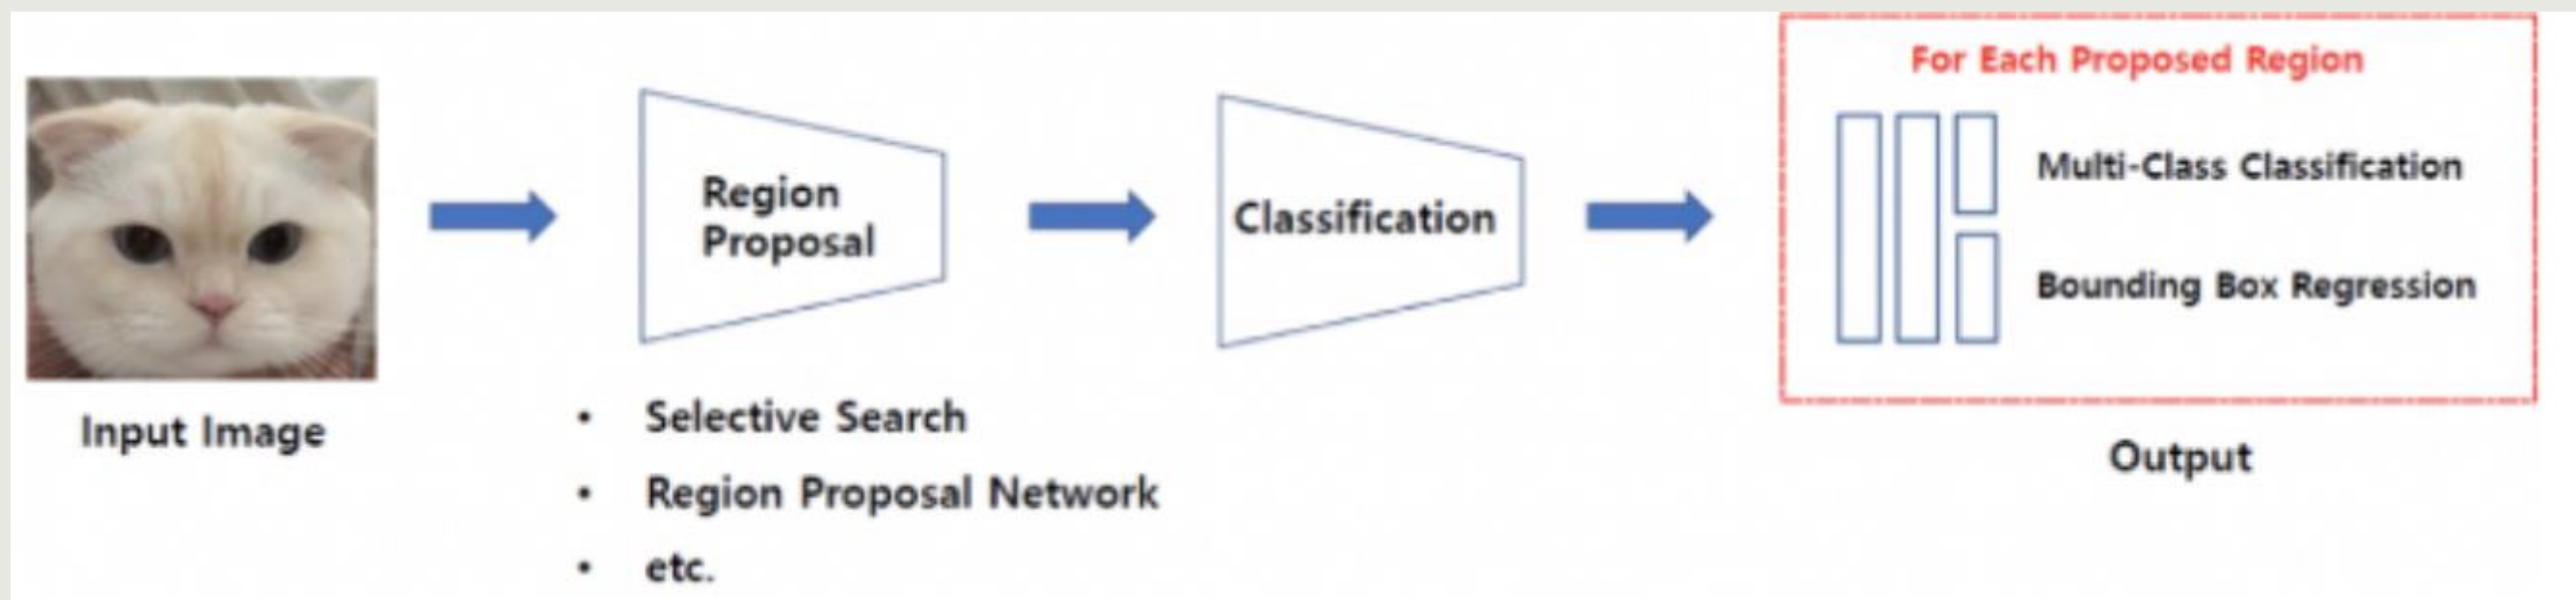 Input Image
Region
Proposal
• Selective Search
• Region Proposal Network
• etc.
Classification
For Each Proposed Region
Multi-Class Classification
Bounding Box Regression
Output